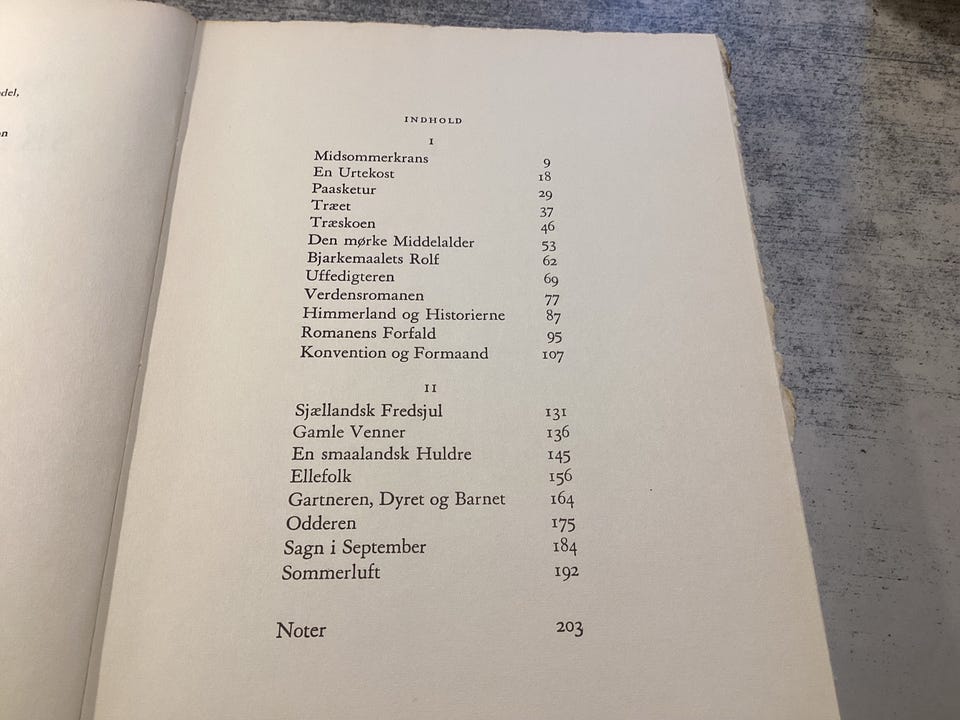 del,
n
INDHOLD
I
Midsommerkrans 9
En Urtekost 18
Paasketur 29
Træet 37
Træskoen 46
Den mørke Middelalder 53
Bjarkemaalets Rolf 62
Uffedigteren 69
Verdensromanen 77
Himmerland og Historierne 87
Romanens Forfald 95
Konvention og Formaand 107
II
Sjællandsk Fredsjul 131
Gamle Venner 136
En smaalandsk Huldre 145
Ellefolk 156
Gartneren, Dyret og Barnet 164
Odderen 175
Sagn i September 184
Sommerluft 192
Noter 203